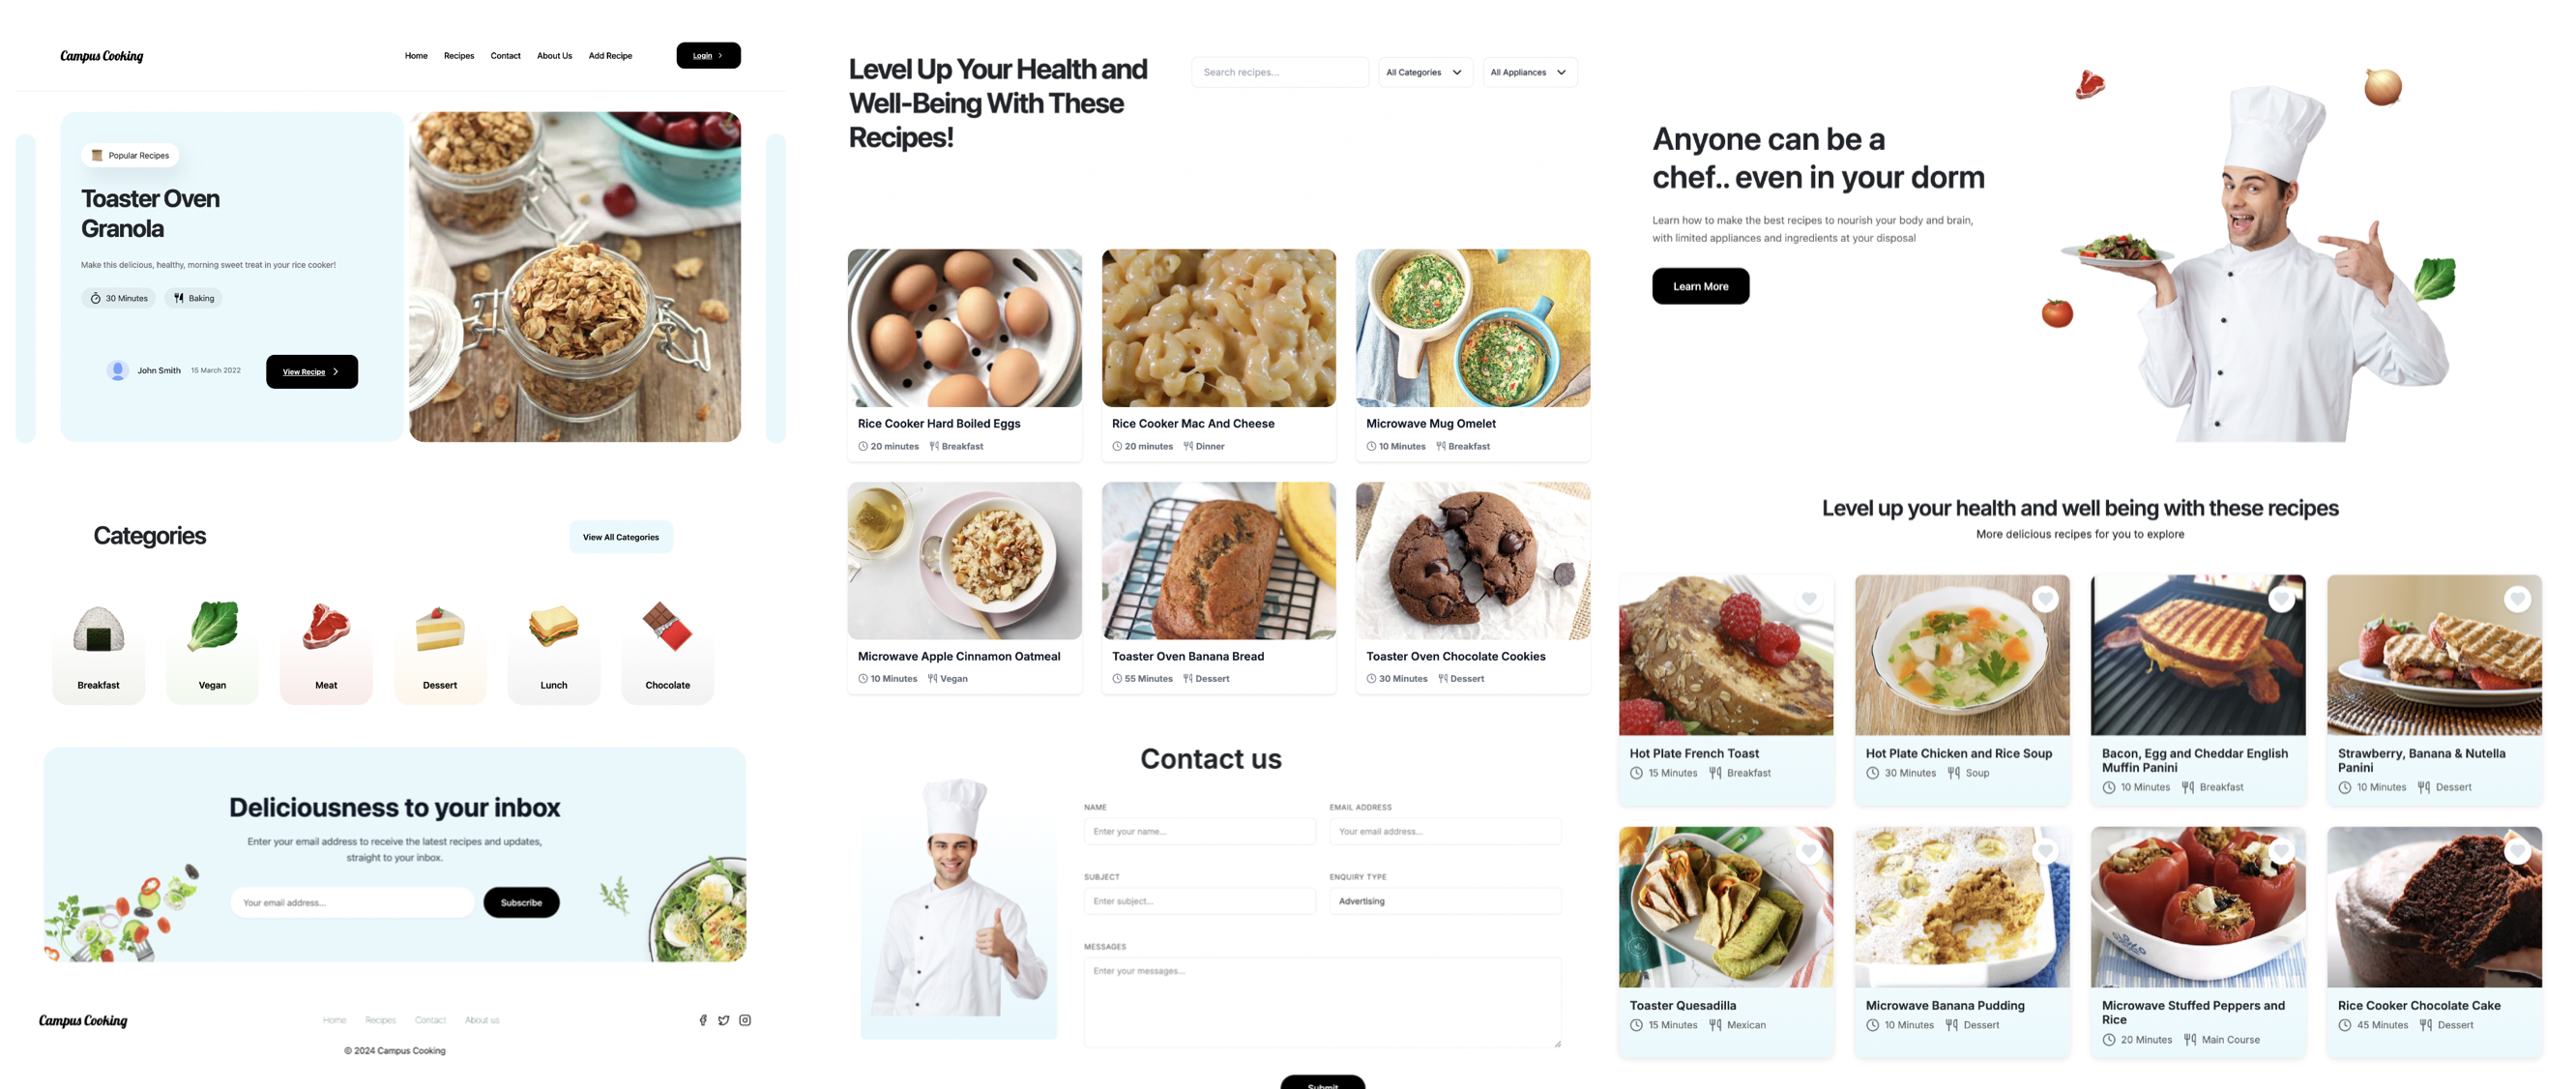 Campus Cooking
Home Recipes Contact About Us Add Recipe
Login
Popular Recipes
Toaster Oven
Granola
Make this delicious, healthy, morning sweet treat in your rice cooker!
30 Minutes Baking
John Smith 15 March 2022
View Recipe
Categories
View All Categories
Breakfast Vegan Meat Dessert Lunch Chocolate
Deliciousness to your inbox
Enter your email address to receive the latest recipes and updates,
straight to your inbox.
Your email address...
Subscribe
Campus Cooking
Home Recipes Contact About us
© 2024 Campus Cooking
Level Up Your Health and
Well-Being With These
Recipes!
Search recipes...
All Categories
All Appliances
Rice Cooker Hard Boiled Eggs
20 minutes Breakfast
Rice Cooker Mac And Cheese
20 minutes Dinner
Microwave Mug Omelet
10 Minutes Breakfast
Microwave Apple Cinnamon Oatmeal
10 Minutes Vegan
Toaster Oven Banana Bread
55 Minutes Dessert
Toaster Oven Chocolate Cookies
30 Minutes Dessert
Contact us
NAME
Enter your name...
EMAIL ADDRESS
Your email address...
SUBJECT
Enter subject...
ENQUIRY TYPE
Advertising
MESSAGES
Enter your messages...
Submit
Anyone can be a
chef.. even in your dorm
Learn how to make the best recipes to nourish your body and brain,
with limited appliances and ingredients at your disposal
Learn More
Level up your health and well being with these recipes
More delicious recipes for you to explore
Hot Plate French Toast
15 Minutes Breakfast
Hot Plate Chicken and Rice Soup
30 Minutes Soup
Bacon, Egg and Cheddar English
Muffin Panini
10 Minutes Breakfast
Strawberry, Banana & Nutella
Panini
10 Minutes Dessert
Toaster Quesadilla
15 Minutes Mexican
Microwave Banana Pudding
10 Minutes Dessert
Microwave Stuffed Peppers and
Rice
20 Minutes Main Course
Rice Cooker Chocolate Cake
45 Minutes Dessert